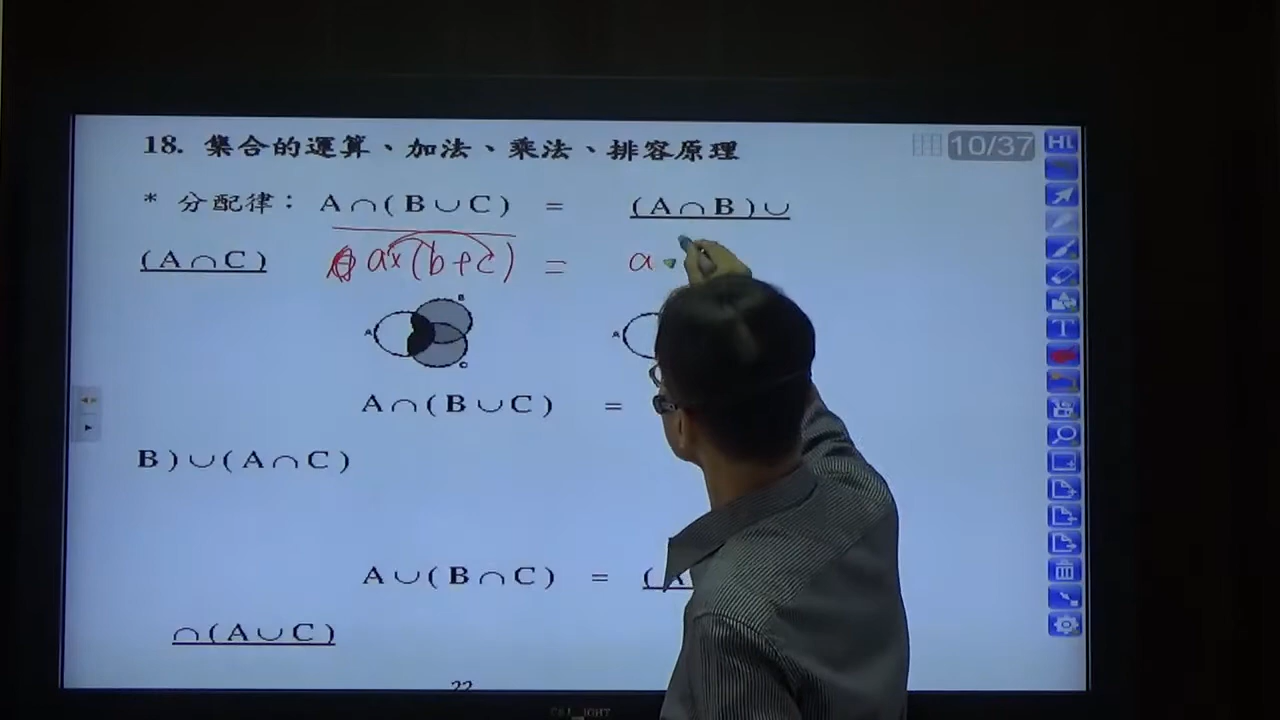 18. 集合的運算、加法、乘法、排容原理
10/37
* 分配律：A∩(B∪C) = (A∩B)∪
(A∩C) a×(b+c) = a
A B C A
A∩(B∪C) =
B)∪(A∩C)
A∪(B∩C) = (A
∩(A∪C)
22